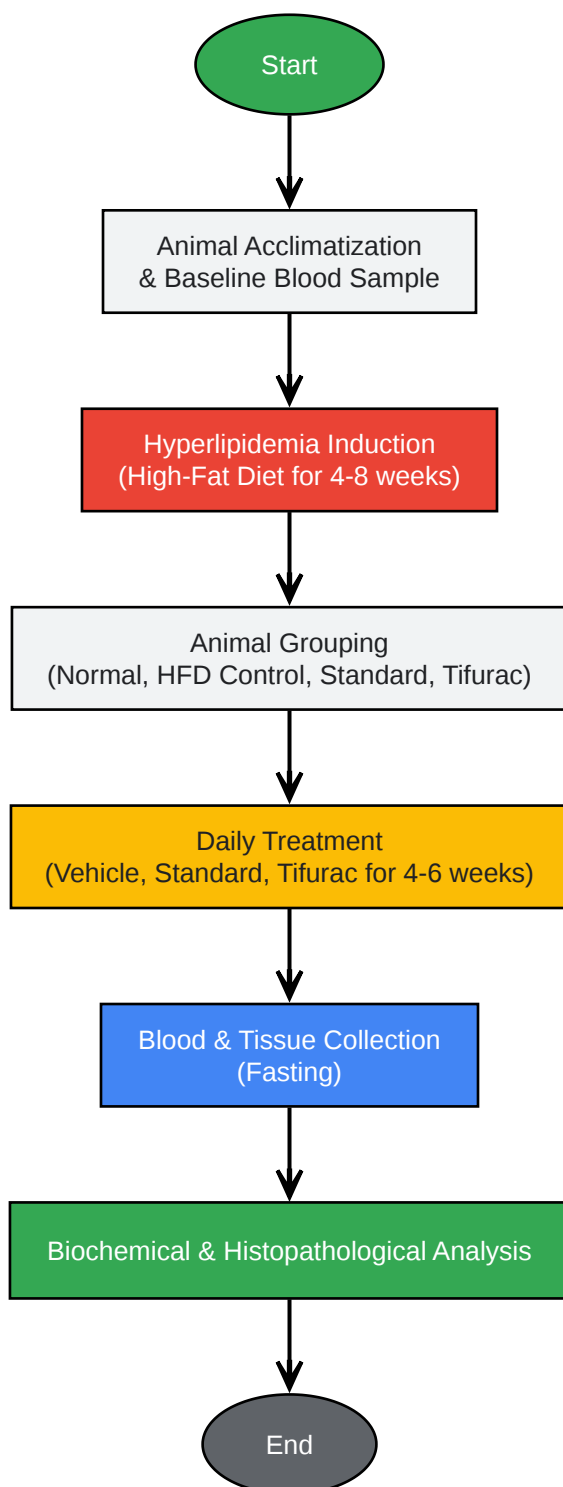 Start
Animal Acclimatization
& Baseline Blood Sample
Hyperlipidemia Induction
(High-Fat Diet for 4-8 weeks)
Animal Grouping
(Normal, HFD Control, Standard, Tifurac)
Daily Treatment
(Vehicle, Standard, Tifurac for 4-6 weeks)
Blood & Tissue Collection
(Fasting)
Biochemical & Histopathological Analysis
End